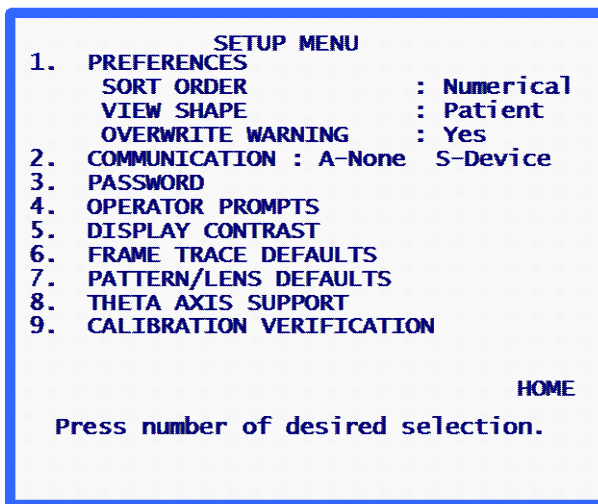 SETUP MENU
1. PREFERENCES
SORT ORDER : Numerical
VIEW SHAPE : Patient
OVERWRITE WARNING : Yes
2. COMMUNICATION : A-None S-Device
3. PASSWORD
4. OPERATOR PROMPTS
5. DISPLAY CONTRAST
6. FRAME TRACE DEFAULTS
7. PATTERN/LENS DEFAULTS
8. THETA AXIS SUPPORT
9. CALIBRATION VERIFICATION
HOME
Press number of desired selection.